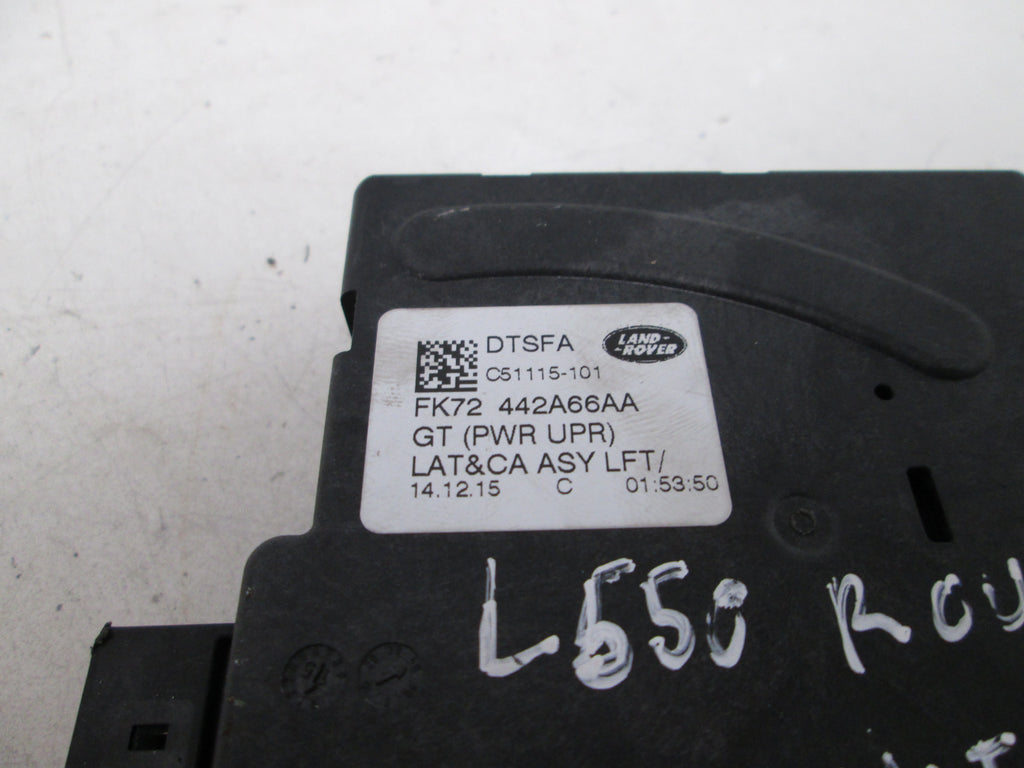 DTSFA
LAND-
-ROVER
C51115-101
FK72 442A66AA
GT (PWR UPR)
LAT&CA ASY LFT/
14.12.15 C 01:53:50
L550 ROU